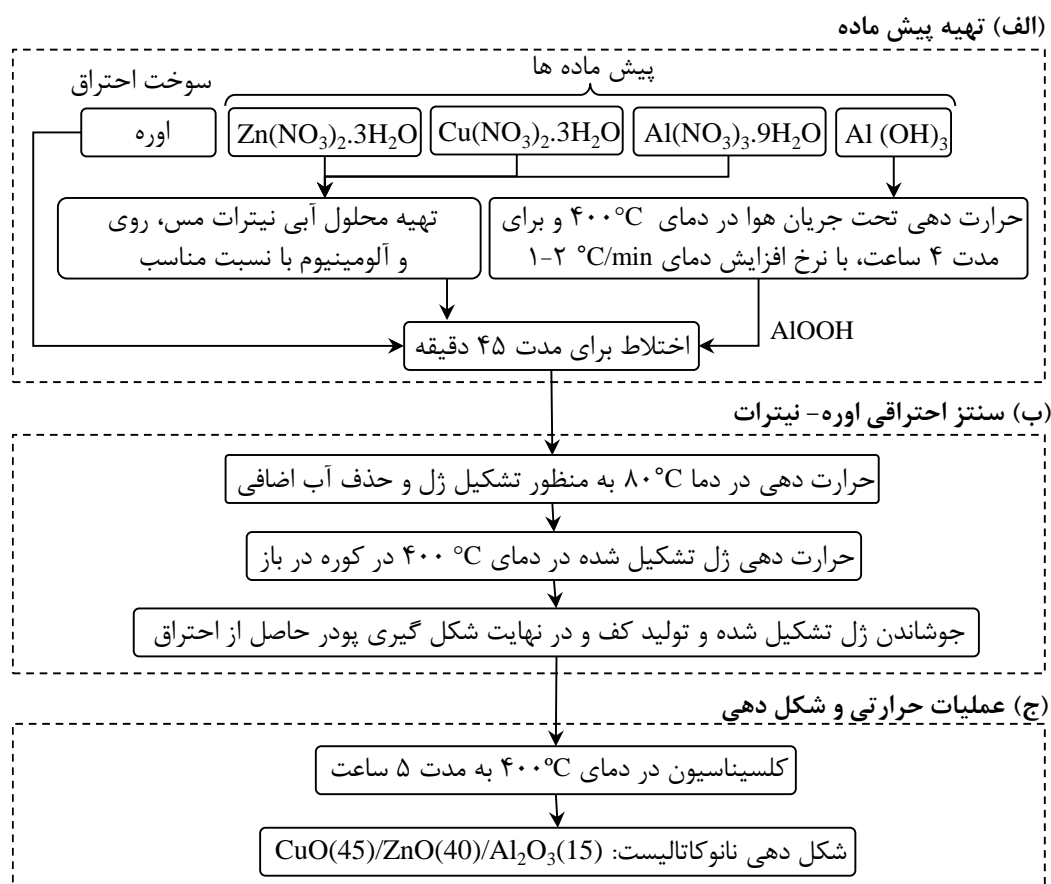 (الف) تهیه پیش ماده
پیش ماده ها
سوخت احتراق
Al (OH)₃
Al(NO₃)₃.9H₂O
Cu(NO₃)₂.3H₂O
Zn(NO₃)₂.3H₂O
اوره
حرارت دهی تحت جریان هوا در دمای ۴۰۰°C و برای
مدت ۴ ساعت، با نرخ افزایش دمای ۱-۲ °C/min
تهیه محلول آبی نیترات مس، روی
و آلومینیوم با نسبت مناسب
AlOOH
اختلاط برای مدت ۴۵ دقیقه
(ب) سنتز احتراقی اوره- نیترات
حرارت دهی در دما ۸۰°C به منظور تشکیل ژل و حذف آب اضافی
حرارت دهی ژل تشکیل شده در دمای ۴۰۰ °C در کوره در باز
جوشاندن ژل تشکیل شده و تولید کف و در نهایت شکل گیری پودر حاصل از احتراق
(ج) عملیات حرارتی و شکل دهی
کلسیناسیون در دمای ۴۰۰°C به مدت ۵ ساعت
شکل دهی نانوکاتالیست: CuO(45)/ZnO(40)/Al₂O₃(15)